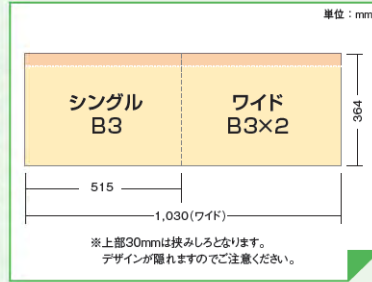 単位：mm
シングル
B3
ワイド
B3×2
364
515
1,030(ワイド)
※上部30mmは挟みしろとなります。
デザインが隠れますのでご注意ください。